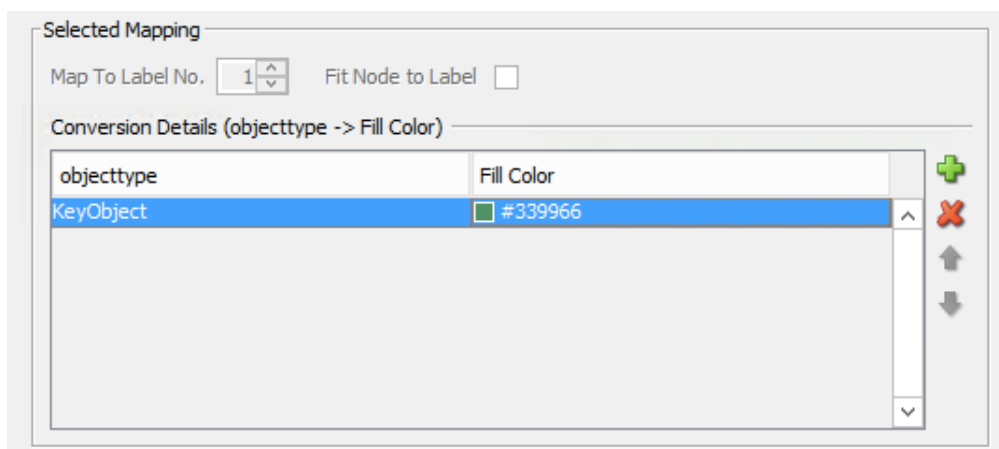 Selected Mapping
Map To Label No. 1 Fit Node to Label
Conversion Details (objecttype -> Fill Color)
objecttype Fill Color
KeyObject #339966